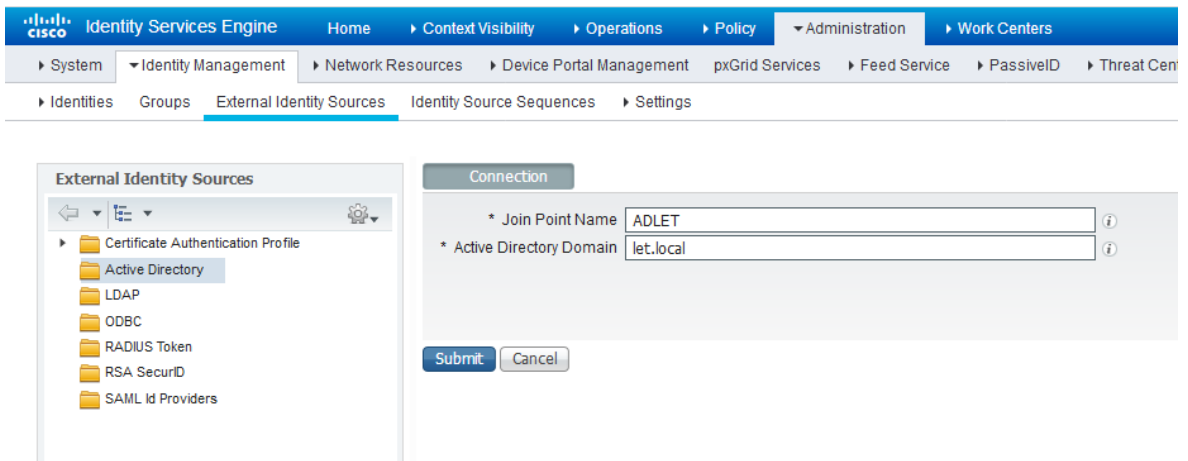 cisco Identity Services Engine Home Context Visibility Operations Policy Administration Work Centers
System Identity Management Network Resources Device Portal Management pxGrid Services Feed Service PassiveID Threat Cen
Identities Groups External Identity Sources Identity Source Sequences Settings
External Identity Sources
Certificate Authentication Profile
Active Directory
LDAP
ODBC
RADIUS Token
RSA SecurID
SAML Id Providers
Connection
* Join Point Name ADLET
* Active Directory Domain let.local
Submit Cancel